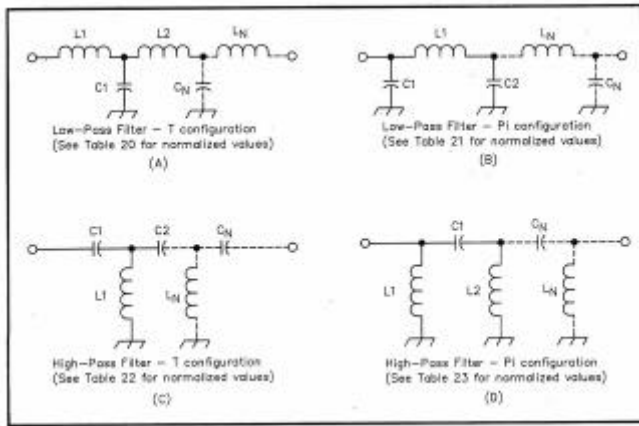 L1
L2
LN
C1
CN
Low-Pass Filter - T configuration
(See Table 20 for normalized values)
(A)
L1
LN
C1
C2
CN
Low-Pass Filter - Pi configuration
(See Table 21 for normalized values)
(B)
C1
C2
CN
L1
LN
High-Pass Filter - T configuration
(See Table 22 for normalized values)
(C)
C1
CN
L1
L2
LN
High-Pass Filter - Pi configuration
(See Table 23 for normalized values)
(D)